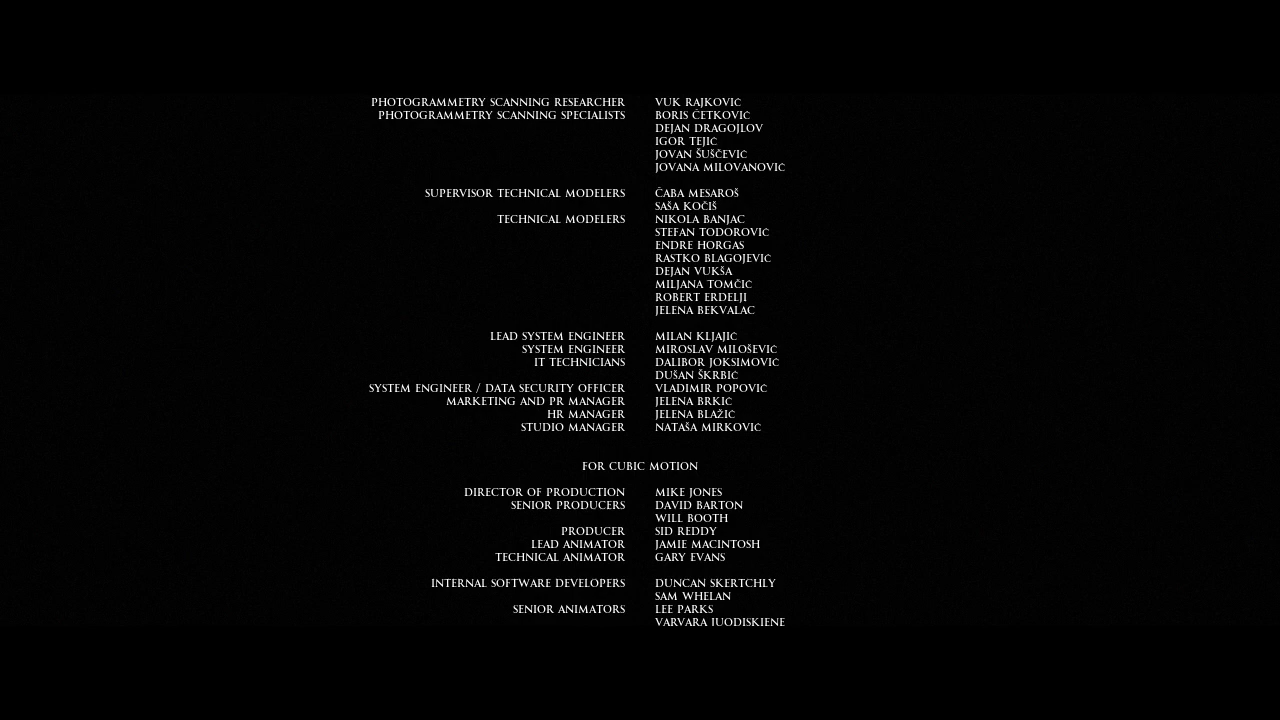 PHOTOGRAMMETRY SCANNING RESEARCHER VUK RAJKOVIĆ
PHOTOGRAMMETRY SCANNING SPECIALISTS BORIS ĆETKOVIĆ
DEJAN DRAGOJLOV
IGOR TEJIĆ
JOVAN ŠUŠČEVIĆ
JOVANA MILOVANOVIĆ
SUPERVISOR TECHNICAL MODELERS ČABA MESAROŠ
SAŠA KOČIŠ
TECHNICAL MODELERS NIKOLA BANJAC
STEFAN TODOROVIĆ
ENDRE HORGAS
RASTKO BLAGOJEVIĆ
DEJAN VUKŠA
MILJANA TOMČIĆ
ROBERT ERDELJI
JELENA BEKVALAC
LEAD SYSTEM ENGINEER MILAN KLJAJIĆ
SYSTEM ENGINEER MIROSLAV MILOŠEVIĆ
IT TECHNICIANS DALIBOR JOKSIMOVIĆ
DUŠAN ŠKRBIĆ
SYSTEM ENGINEER / DATA SECURITY OFFICER VLADIMIR POPOVIĆ
MARKETING AND PR MANAGER JELENA BRKIĆ
HR MANAGER JELENA BLAŽIĆ
STUDIO MANAGER NATAŠA MIRKOVIĆ
FOR CUBIC MOTION
DIRECTOR OF PRODUCTION MIKE JONES
SENIOR PRODUCERS DAVID BARTON
WILL BOOTH
PRODUCER SID REDDY
LEAD ANIMATOR JAMIE MACINTOSH
TECHNICAL ANIMATOR GARY EVANS
INTERNAL SOFTWARE DEVELOPERS DUNCAN SKERTCHLY
SAM WHELAN
SENIOR ANIMATORS LEE PARKS
VARVARA JUODISKIENE